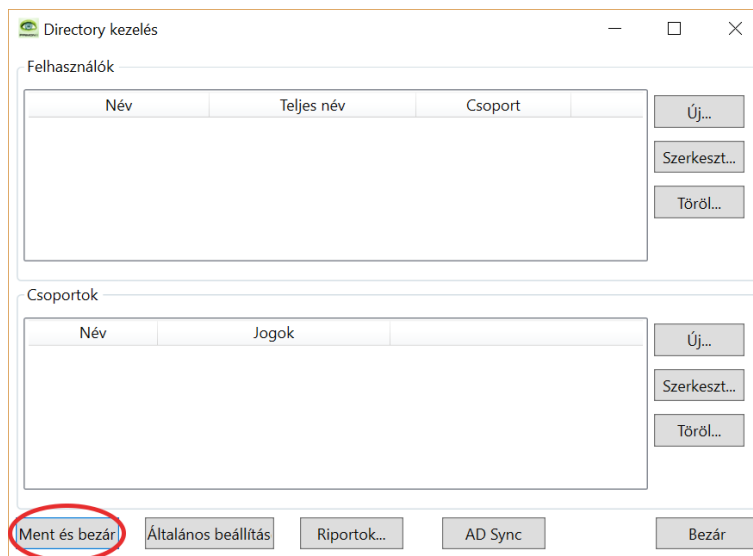 Directory kezelés
Felhasználók
Név Teljes név Csoport
Új...
Szerkeszt...
Töröl...
Csoportok
Név Jogok
Új...
Szerkeszt...
Töröl...
Ment és bezár Általános beállítás Riportok... AD Sync Bezár